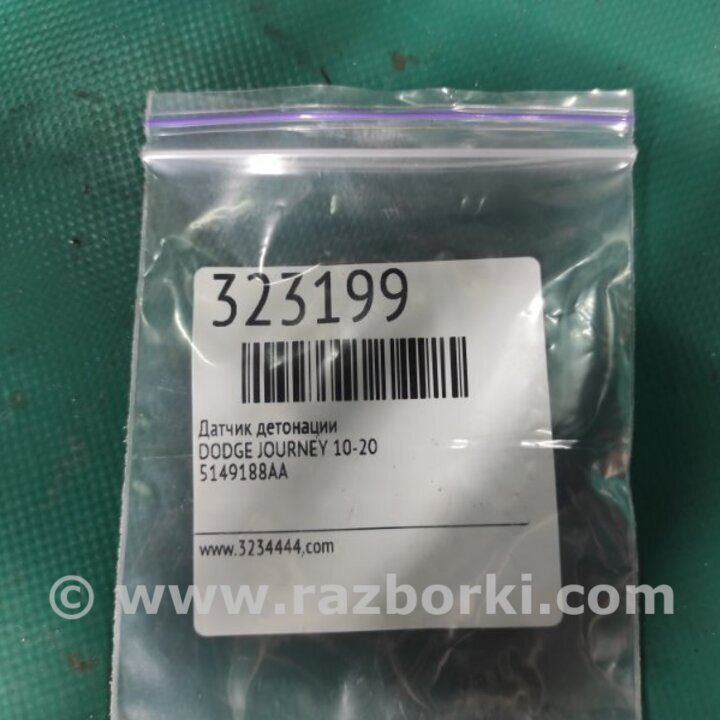 323199
Датчик детонации
DODGE JOURNEY 10-20
5149188AA
www.3234444.com
© www.razborki.com